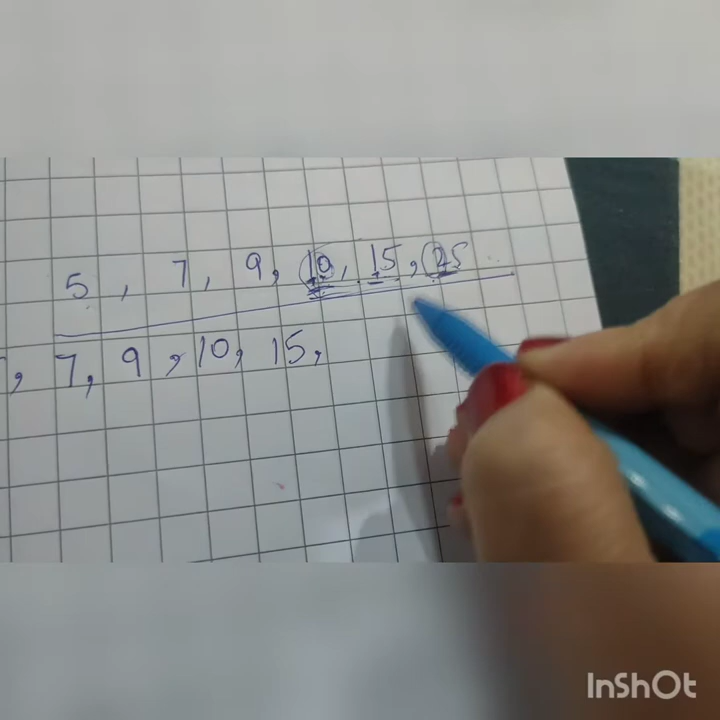 5, 7, 9, 10, 15, 25
, 7, 9, 10, 15,
InShOt